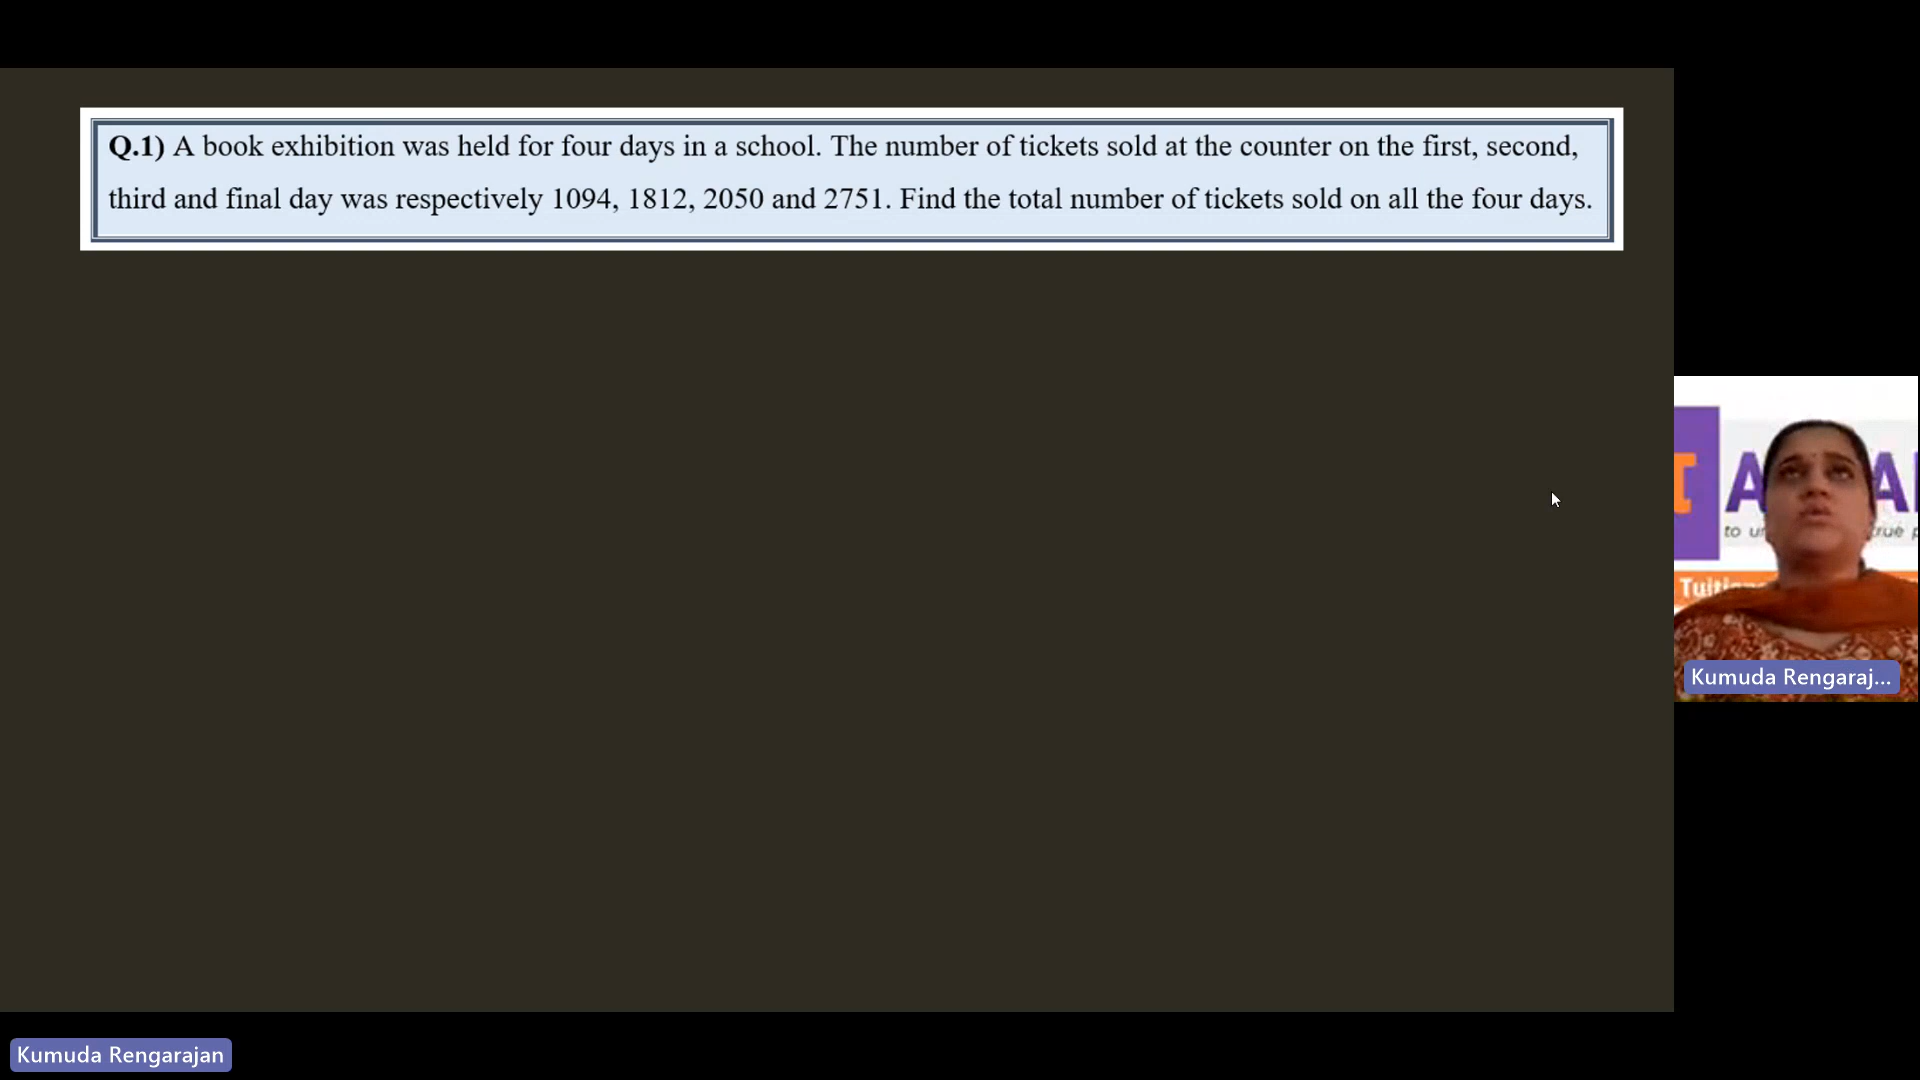 Q.1) A book exhibition was held for four days in a school. The number of tickets sold at the counter on the first, second,
third and final day was respectively 1094, 1812, 2050 and 2751. Find the total number of tickets sold on all the four days.
to
Kumuda Rengaraj...
Kumuda Rengarajan